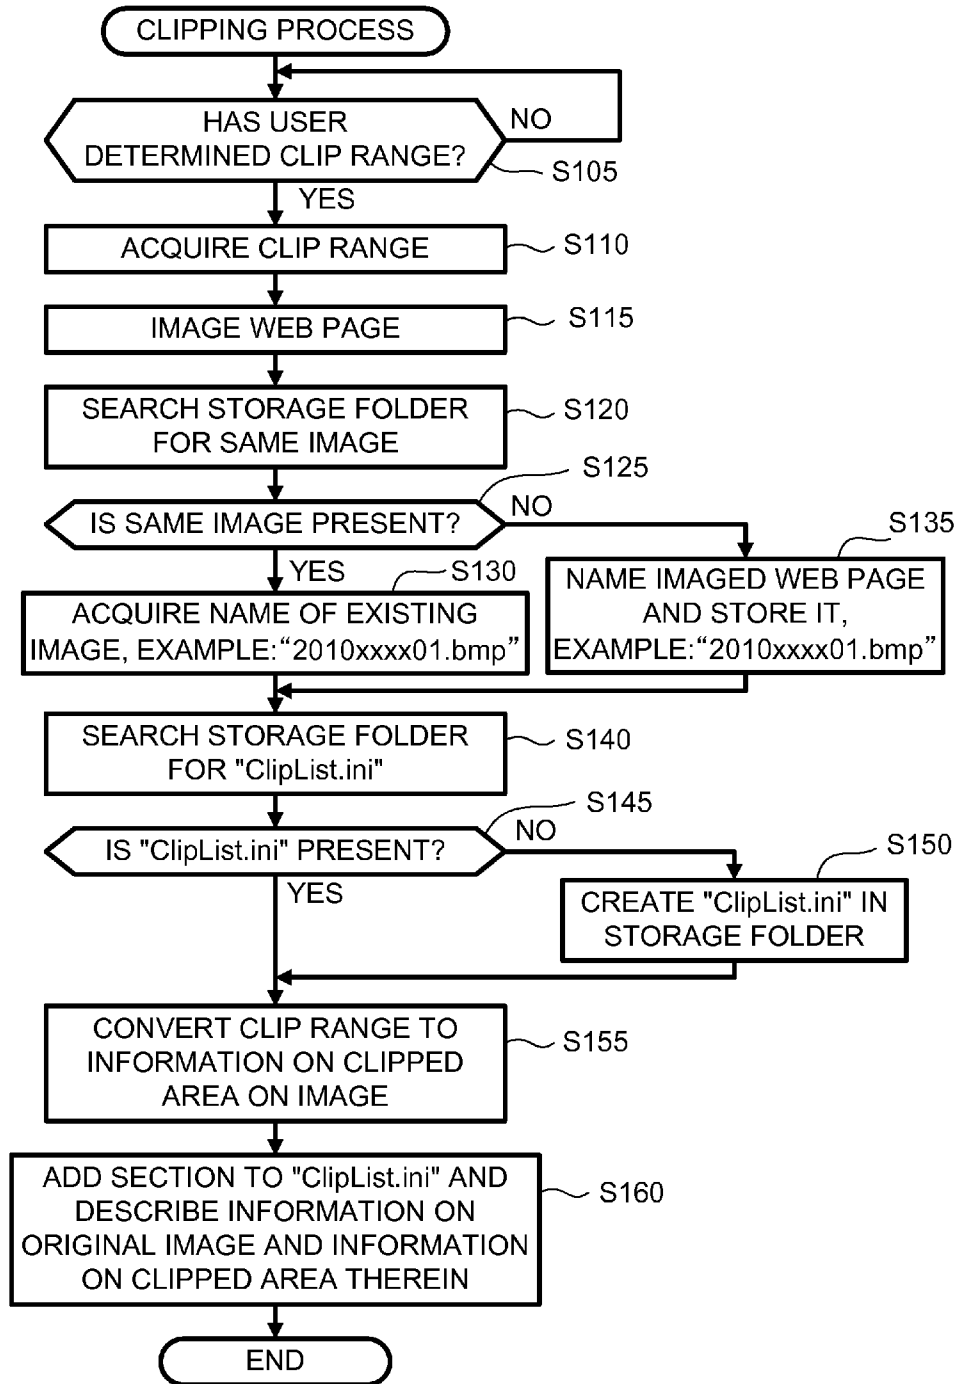 CLIPPING PROCESS
HAS USER
DETERMINED CLIP RANGE?
NO
S105
YES
ACQUIRE CLIP RANGE
S110
IMAGE WEB PAGE
S115
SEARCH STORAGE FOLDER
FOR SAME IMAGE
S120
S125
IS SAME IMAGE PRESENT?
NO
YES
S130
ACQUIRE NAME OF EXISTING
IMAGE, EXAMPLE:“2010xxxx01.bmp”
S135
NAME IMAGED WEB PAGE
AND STORE IT,
EXAMPLE:“2010xxxx01.bmp”
SEARCH STORAGE FOLDER
FOR "ClipList.ini"
S140
S145
IS "ClipList.ini" PRESENT?
NO
YES
S150
CREATE "ClipList.ini" IN
STORAGE FOLDER
CONVERT CLIP RANGE TO
INFORMATION ON CLIPPED
AREA ON IMAGE
S155
ADD SECTION TO "ClipList.ini" AND
DESCRIBE INFORMATION ON
ORIGINAL IMAGE AND INFORMATION
ON CLIPPED AREA THEREIN
S160
END